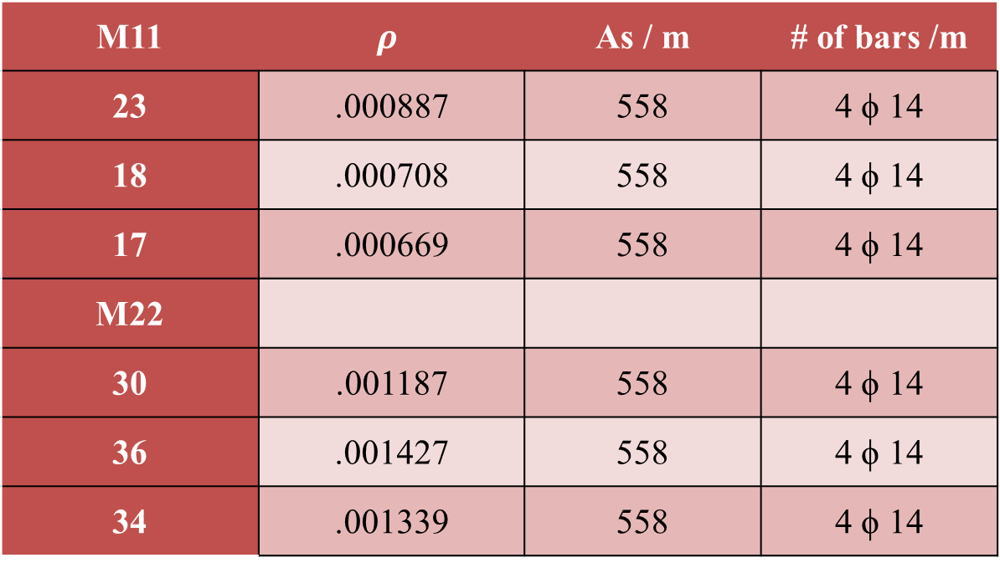 M11 ρ As / m # of bars /m
23 .000887 558 4 ϕ 14
18 .000708 558 4 ϕ 14
17 .000669 558 4 ϕ 14
M22
30 .001187 558 4 ϕ 14
36 .001427 558 4 ϕ 14
34 .001339 558 4 ϕ 14